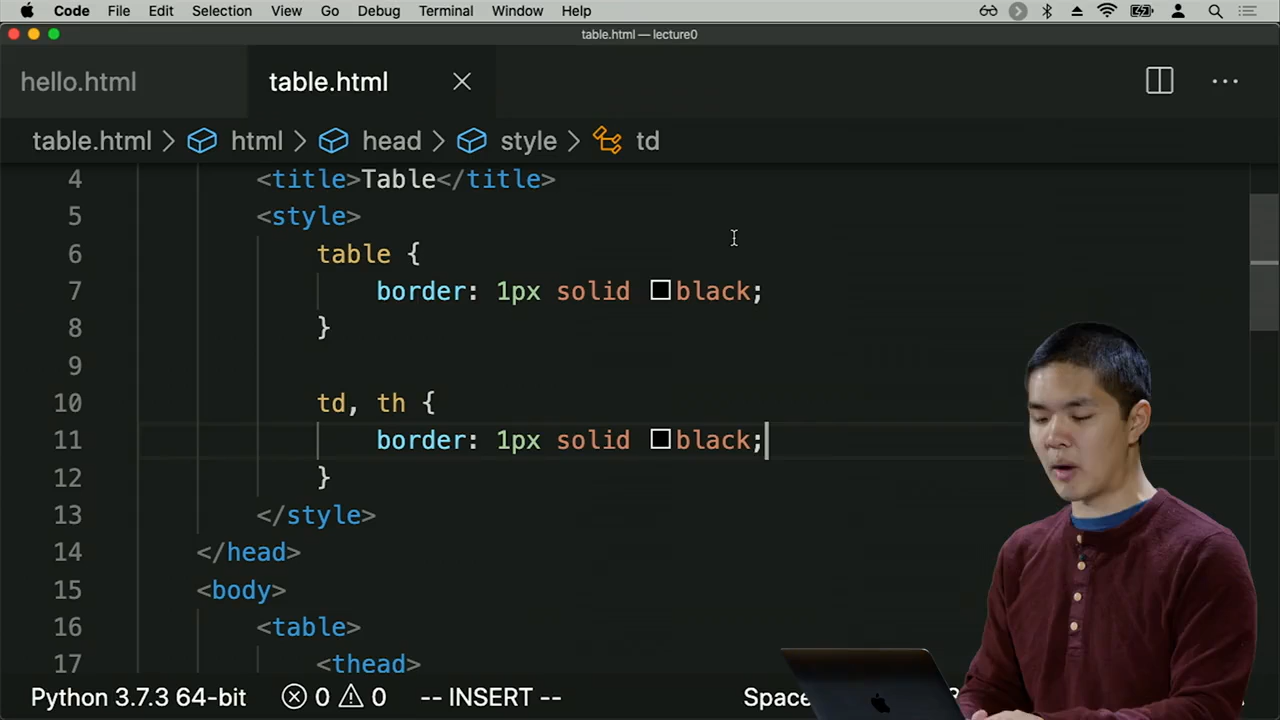 Code File Edit Selection View Go Debug Terminal Window Help
table.html — lecture0
hello.html table.html
table.html > html > head > style > td
4 <title>Table</title>
5 <style>
6 table {
7 border: 1px solid black;
8 }
9
10 td, th {
11 border: 1px solid black;
12 }
13 </style>
14 </head>
15 <body>
16 <table>
17 <thead>
Python 3.7.3 64-bit 0 0 -- INSERT --